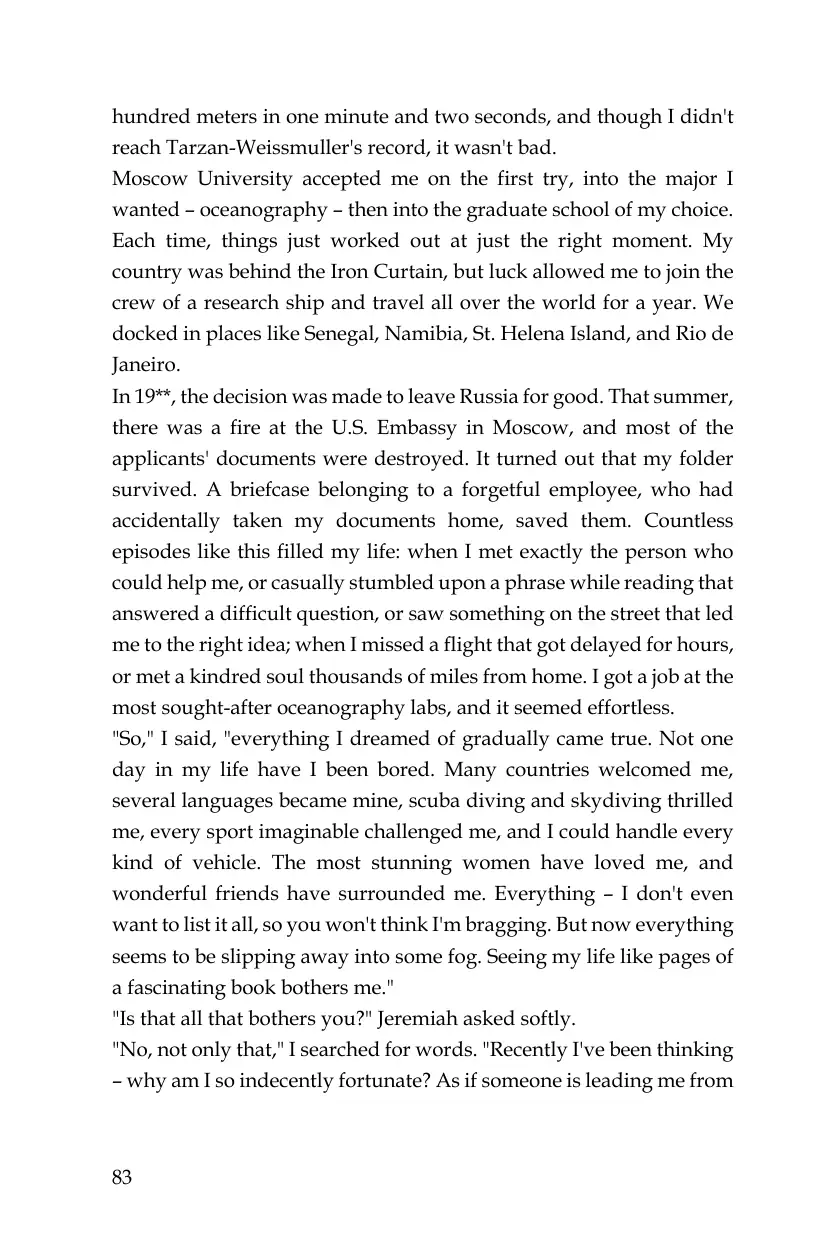 hundred meters in one minute and two seconds, and though I didn't
reach Tarzan-Weissmuller's record, it wasn't bad.
Moscow University accepted me on the first try, into the major I
wanted – oceanography – then into the graduate school of my choice.
Each time, things just worked out at just the right moment. My
country was behind the Iron Curtain, but luck allowed me to join the
crew of a research ship and travel all over the world for a year. We
docked in places like Senegal, Namibia, St. Helena Island, and Rio de
Janeiro.
In 19**, the decision was made to leave Russia for good. That summer,
there was a fire at the U.S. Embassy in Moscow, and most of the
applicants' documents were destroyed. It turned out that my folder
survived. A briefcase belonging to a forgetful employee, who had
accidentally taken my documents home, saved them. Countless
episodes like this filled my life: when I met exactly the person who
could help me, or casually stumbled upon a phrase while reading that
answered a difficult question, or saw something on the street that led
me to the right idea; when I missed a flight that got delayed for hours,
or met a kindred soul thousands of miles from home. I got a job at the
most sought-after oceanography labs, and it seemed effortless.
"So," I said, "everything I dreamed of gradually came true. Not one
day in my life have I been bored. Many countries welcomed me,
several languages became mine, scuba diving and skydiving thrilled
me, every sport imaginable challenged me, and I could handle every
kind of vehicle. The most stunning women have loved me, and
wonderful friends have surrounded me. Everything – I don't even
want to list it all, so you won't think I'm bragging. But now everything
seems to be slipping away into some fog. Seeing my life like pages of
a fascinating book bothers me."
"Is that all that bothers you?" Jeremiah asked softly.
"No, not only that," I searched for words. "Recently I've been thinking
– why am I so indecently fortunate? As if someone is leading me from
83